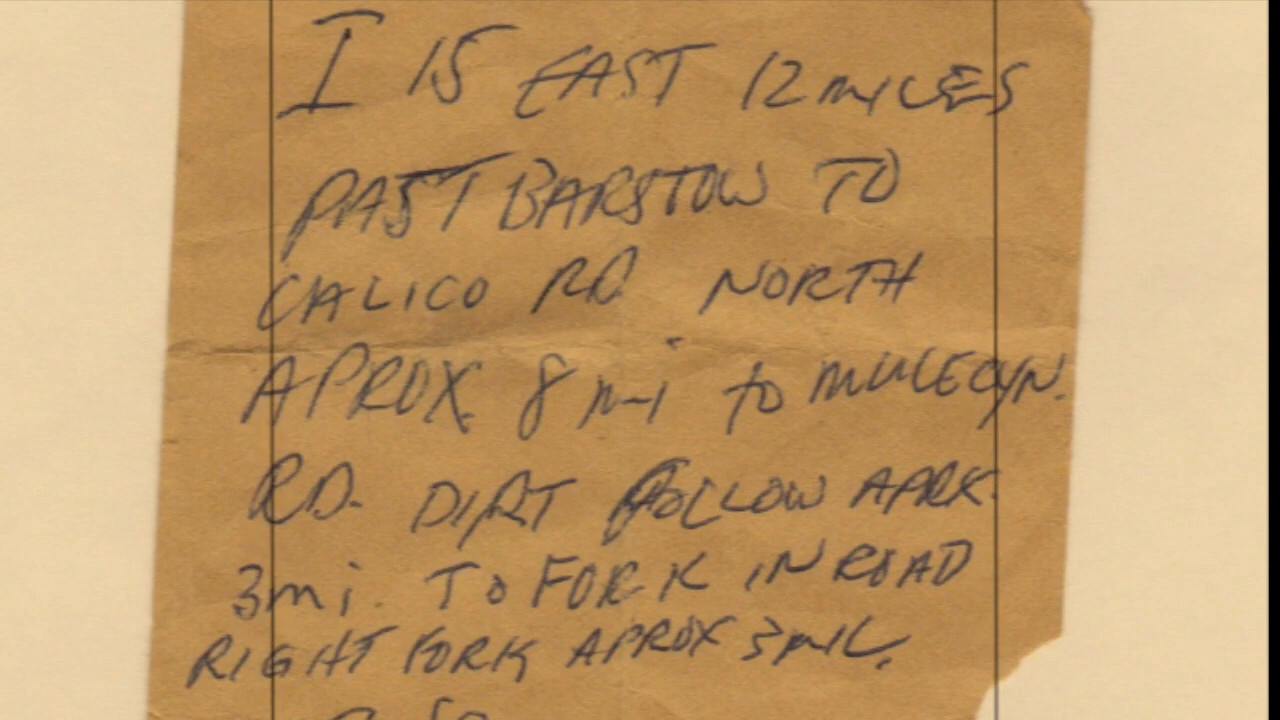 I 15 EAST 12 MILES
PAST BARSTOW TO
CALICO RD NORTH
APROX. 8 mi to MULE CYN.
RD. DIRT FOLLOW APRX.
3mi. To FORK IN ROAD
RIGHT FORK APROX 3 MIL.